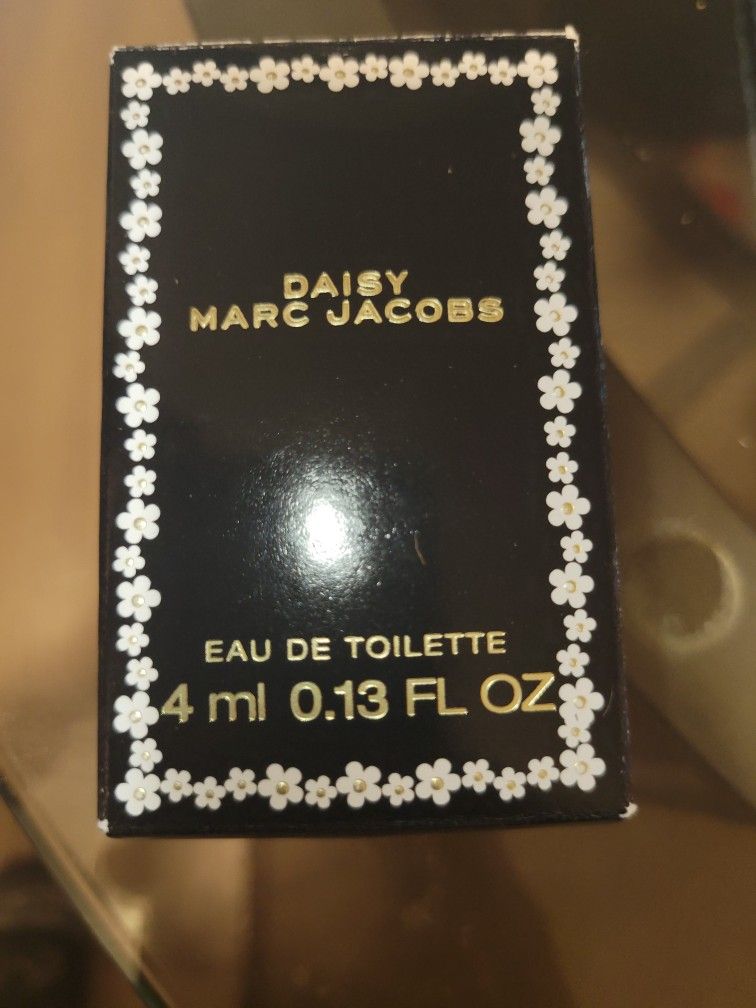 DAISY
MARC JACOBS
EAU DE TOILETTE
4 ml 0.13 FL OZ